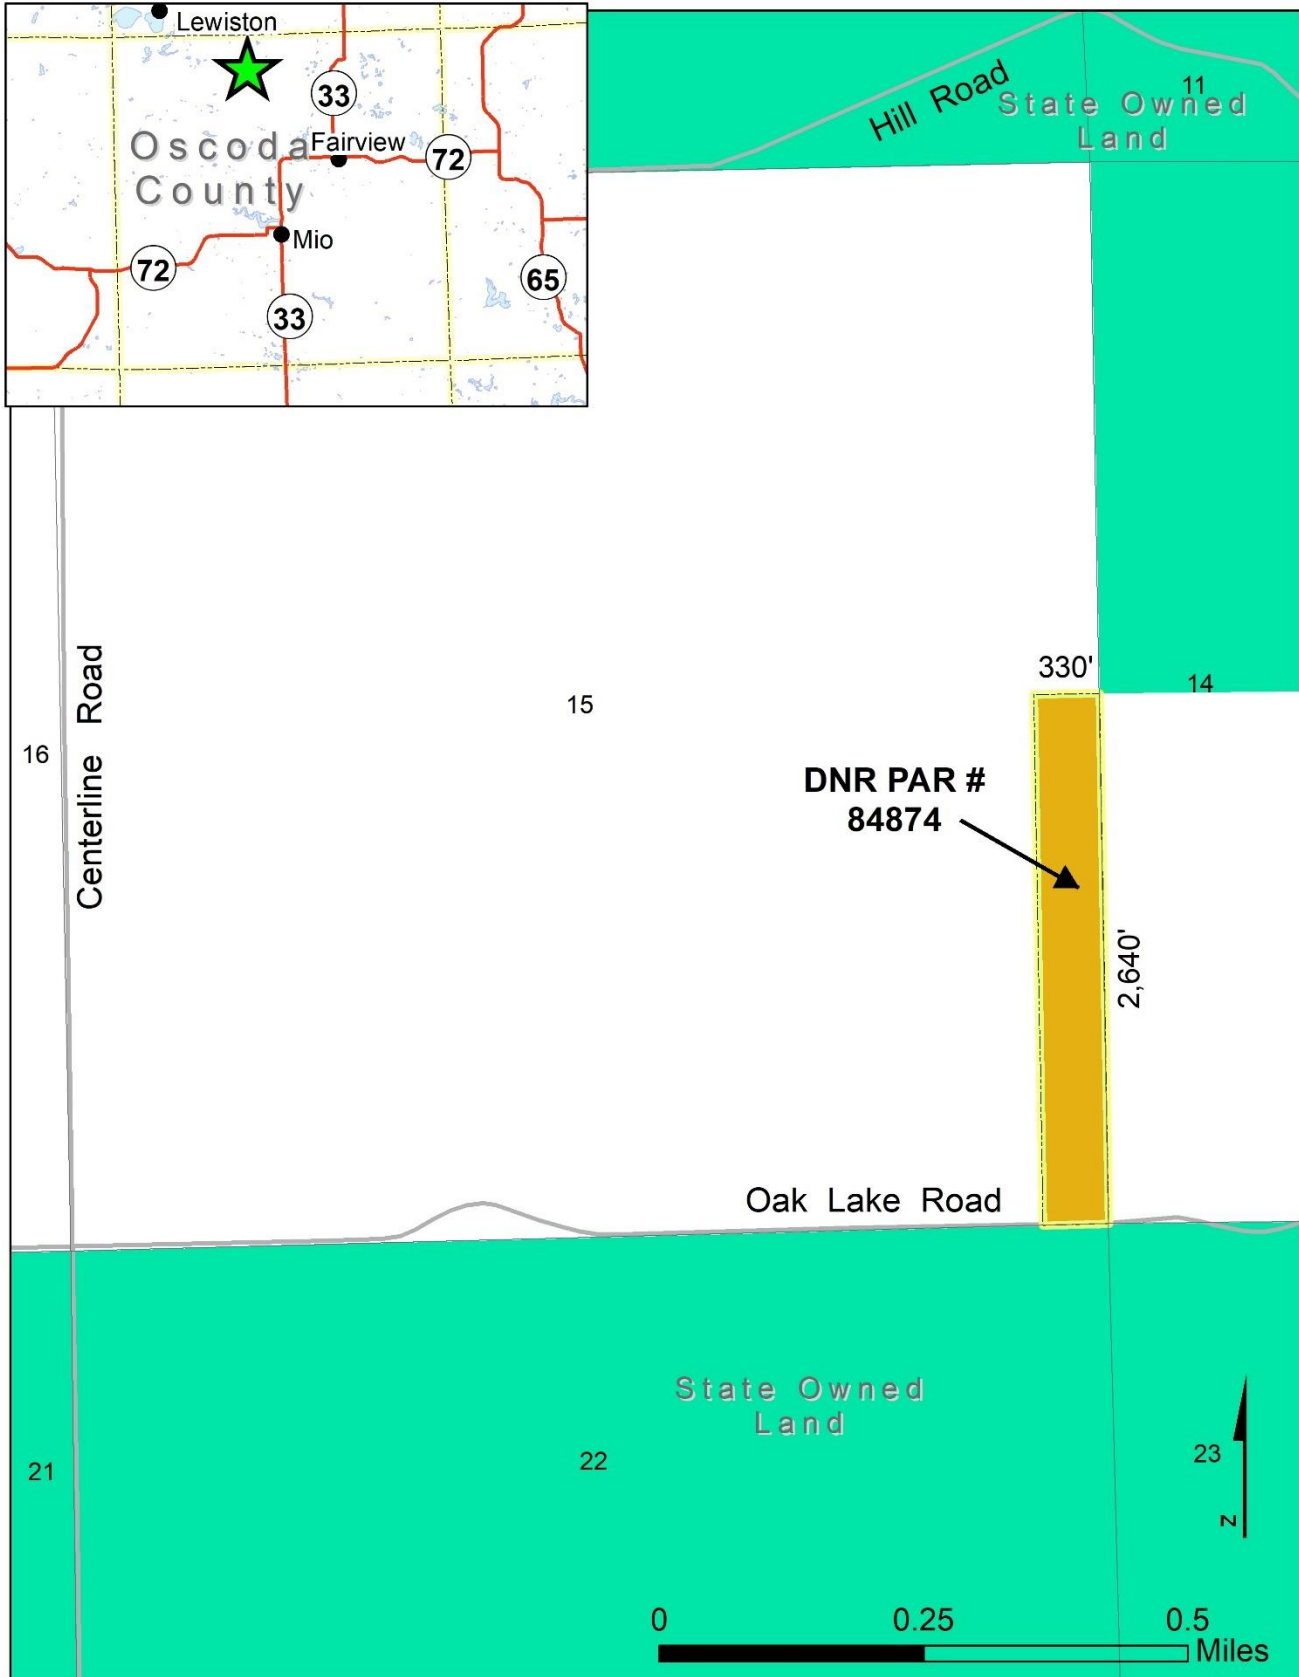 Lewiston
33
Oscoda
County
Fairview
72
Mio
72
65
33
Hill Road
11
State Owned
Land
330'
14
15
16
Centerline Road
DNR PAR #
84874
2,640'
Oak Lake Road
State Owned
Land
21
22
23
N
0 0.25 0.5
Miles